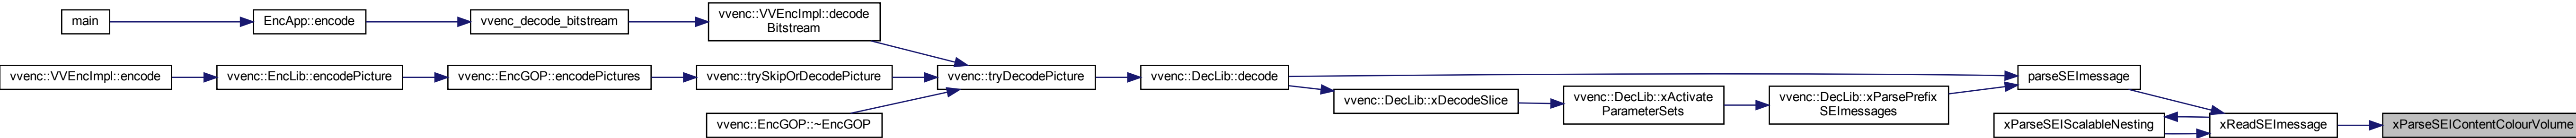 main
EncApp::encode
vvenc_decode_bitstream
vvenc::VVEncImpl::decode
Bitstream
vvenc::VVEncImpl::encode
vvenc::EncLib::encodePicture
vvenc::EncGOP::encodePictures
vvenc::trySkipOrDecodePicture
vvenc::EncGOP::~EncGOP
vvenc::tryDecodePicture
vvenc::DecLib::decode
vvenc::DecLib::xDecodeSlice
vvenc::DecLib::xActivate
ParameterSets
vvenc::DecLib::xParsePrefix
SEImessages
parseSEImessage
xParseSEIScalableNesting
xReadSEImessage
xParseSEIContentColourVolume